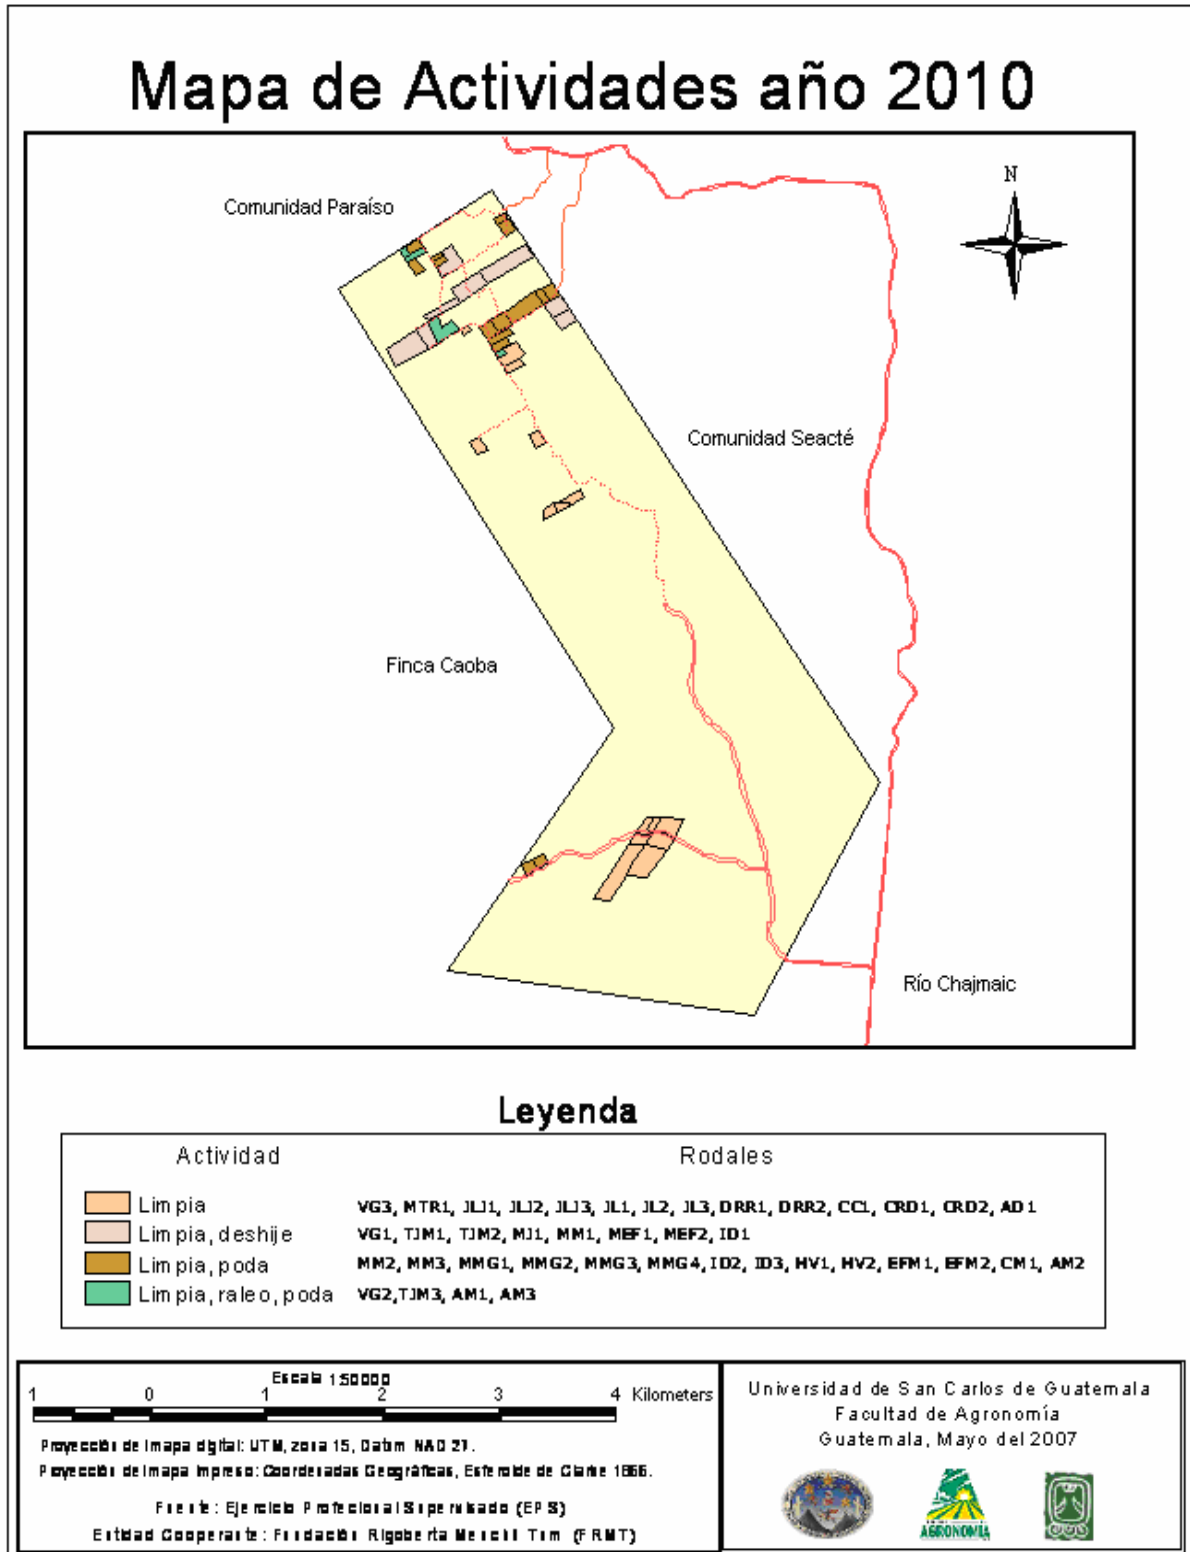 Mapa de Actividades año 2010
N
Comunidad Paraíso
Comunidad Seacté
Finca Caoba
Río Chajmaic
Leyenda
Actividad Rodales
Limpia VG3, MTR1, JLJ1, JLJ2, JLJ3, JL1, JL2, JL3, DRR1, DRR2, CC1, CRD1, CRD2, AD1
Limpia, deshije VG1, TJM1, TJM2, MJ1, MM1, MEF1, MEF2, ID1
Limpia, poda MM2, MM3, MMG1, MMG2, MMG3, MMG4, ID2, ID3, HV1, HV2, EFM1, EFM2, CM1, AM2
Limpia, raleo, poda VG2,TJM3, AM1, AM3
Escala 1:50000
1 0 1 2 3 4 Kilometers
Proyección de l mapa digital: UTM, zona 15, Datum NAD 27.
Proyección de l mapa impreso: Coordenadas Geográficas, Esferoide de Clarke 1866.
Fuente: Ejercicio Profesional Supervisado (EPS)
Entidad Cooperante: Fundación Rigoberta Menchú Tum (FRMT)
Universidad de San Carlos de Guatemala
Facultad de Agronomía
Guatemala, Mayo del 2007
AGRONOMIA